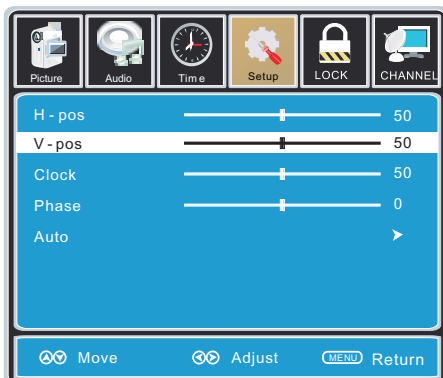 Picture Audio Time Setup LOCK CHANNEL
H - pos 50
V - pos 50
Clock 50
Phase 0
Auto
Move Adjust MENU Return